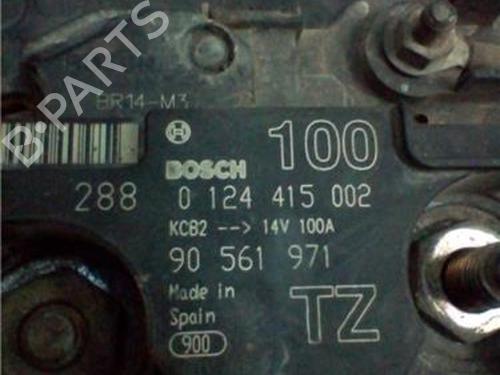 BR14-M3
BOSCH 100
288 0 124 415 002
KCB2 --> 14V 100A
90 561 971
Made in
Spain
TZ
900
B-PARTS